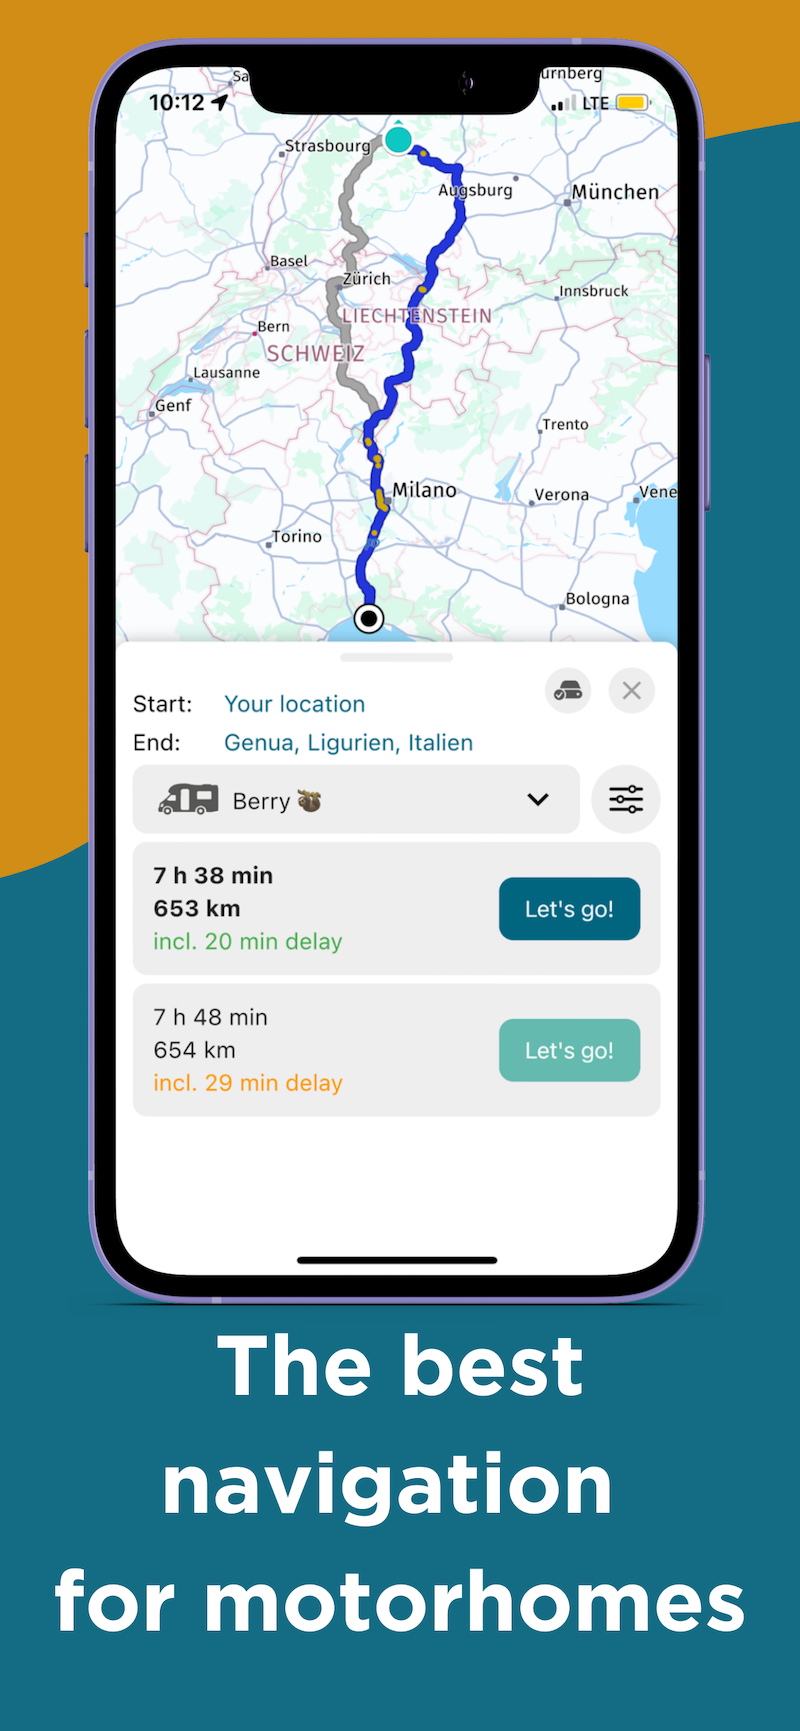 Sa
urnberg
10:12
LTE
Strasbourg
Augsburg
München
Basel
Zürich
Innsbruck
LIECHTENSTEIN
Bern
SCHWEIZ
Lausanne
Genf
Trento
Milano
Verona
Vene
Torino
Bologna
Start: Your location
End: Genua, Ligurien, Italien
Berry
7 h 38 min
653 km
incl. 20 min delay
Let's go!
7 h 48 min
654 km
incl. 29 min delay
Let's go!
The best
navigation
for motorhomes